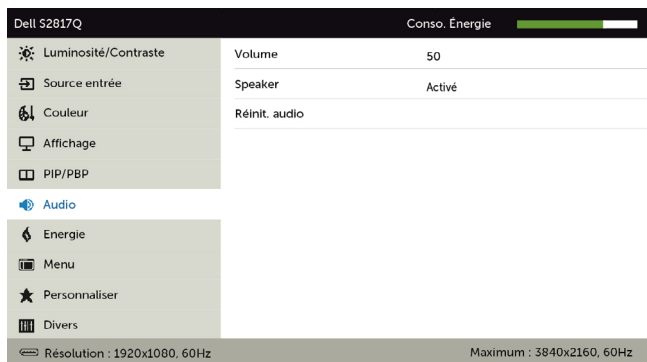 Dell S2817Q Conso. Énergie
Luminosité/Contraste Volume 50
Source entrée Speaker Activé
Couleur Réinit. audio
Affichage
PIP/PBP
Audio
Energie
Menu
Personnaliser
Divers
Résolution : 1920x1080, 60Hz Maximum : 3840x2160, 60Hz